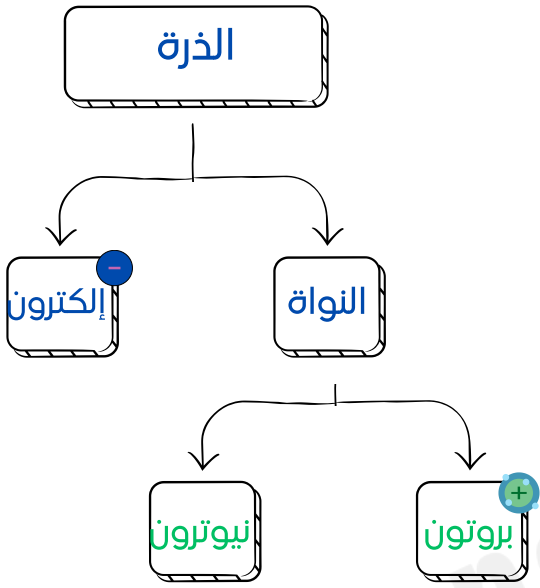 الذرة
النواة
إلكترون
-
بروتون
+
نيوترون